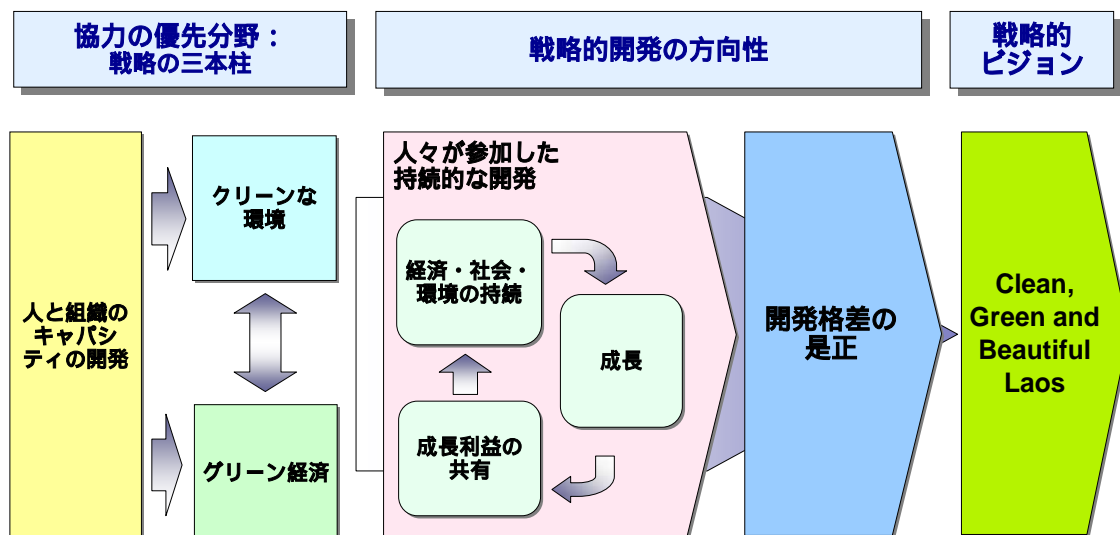 協力の優先分野：
戦略の三本柱
戦略的開発の方向性
戦略的
ビジョン
人と組織の
キャパシ
ティの開発
クリーンな
環境
グリーン経済
人々が参加した
持続的な開発
経済・社会・
環境の持続
成長
成長利益の
共有
開発格差の
是正
Clean,
Green and
Beautiful
Laos